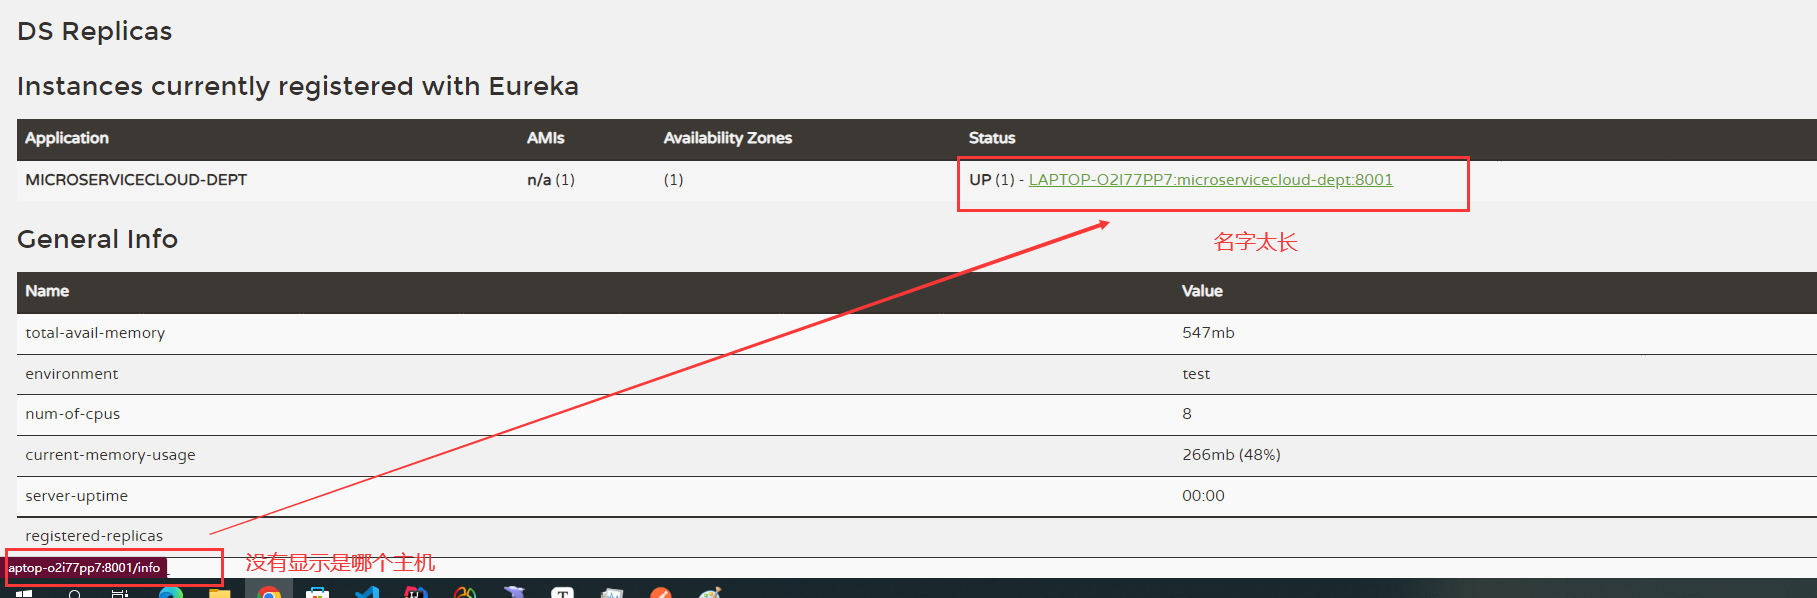 DS Replicas
Instances currently registered with Eureka
Application AMIs Availability Zones Status
MICROSERVICECLOUD-DEPT n/a (1) (1) UP (1) - LAPTOP-O2I77PP7:microservicecloud-dept:8001
名字太长
General Info
Name Value
total-avail-memory 547mb
environment test
num-of-cpus 8
current-memory-usage 266mb (48%)
server-uptime 00:00
registered-replicas
没有显示是哪个主机
aptop-o2i77pp7:8001/info